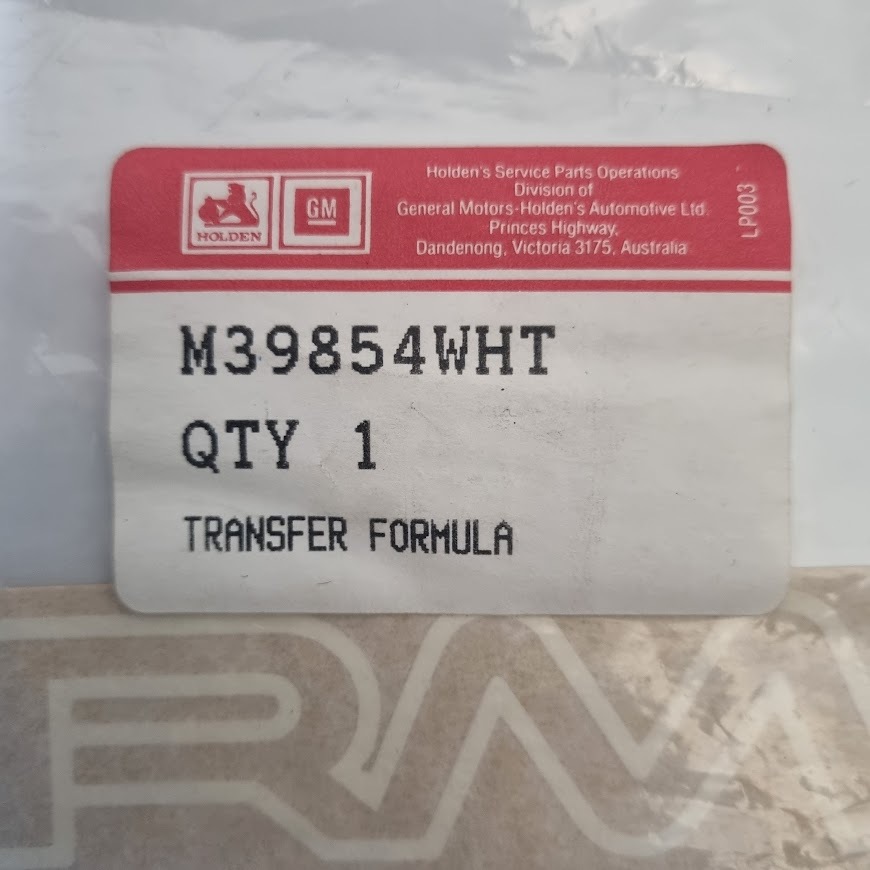 HOLDEN
GM
Holden's Service Parts Operations
Division of
General Motors-Holden's Automotive Ltd.
Princes Highway,
Dandenong, Victoria 3175, Australia
LP003
M39854WHT
QTY 1
TRANSFER FORMULA
RM